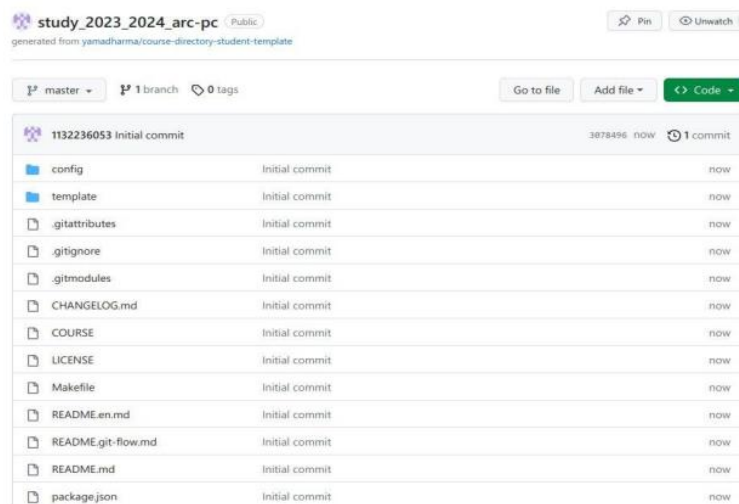 study_2023_2024_arc-pc Public Pin Unwatch
generated from yamadharma/course-directory-student-template
master 1 branch 0 tags Go to file Add file Code
1132236053 Initial commit 3078496 now 1 commit
config Initial commit now
template Initial commit now
.gitattributes Initial commit now
.gitignore Initial commit now
.gitmodules Initial commit now
CHANGELOG.md Initial commit now
COURSE Initial commit now
LICENSE Initial commit now
Makefile Initial commit now
README.en.md Initial commit now
README.git-flow.md Initial commit now
README.md Initial commit now
package.json Initial commit now